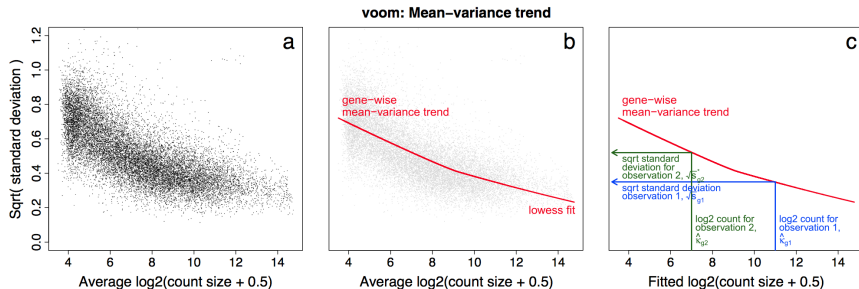 voom: Mean−variance trend
a
Sqrt( standard deviation )
0.0 0.2 0.4 0.6 0.8 1.0 1.2
4 6 8 10 12 14
Average log2(count size + 0.5)
b
gene−wise
mean−variance trend
lowess fit
4 6 8 10 12 14
Average log2(count size + 0.5)
c
gene−wise
mean−variance trend
sqrt standard
deviation for
observation 2, √s*g2
sqrt standard deviation
observation 1, √s*g1
log2 count for
observation 2,
κ̂g2
log2 count for
observation 1,
κ̂g1
4 6 8 10 12 14
Fitted log2(count size + 0.5)